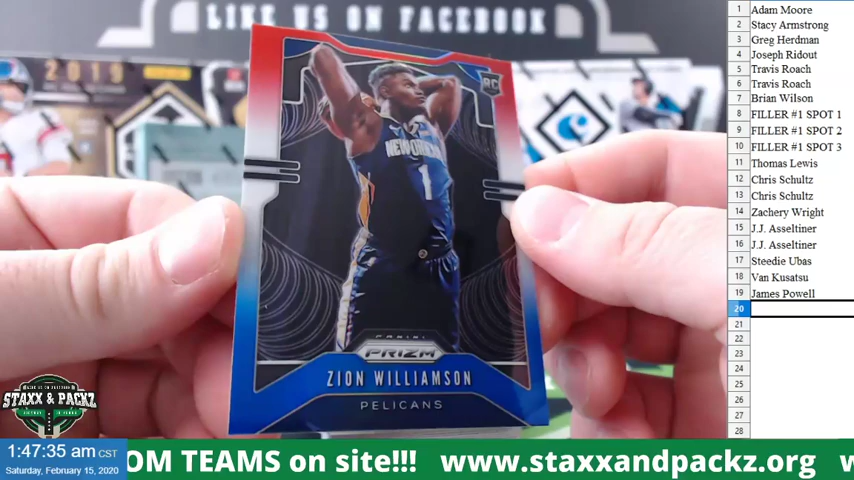 LIKE US ON FACEBOOK
2019
RC
NEW ORLEANS
1
PANINI
PRIZM
ZION WILLIAMSON
PELICANS
1 Adam Moore
2 Stacy Armstrong
3 Greg Herdman
4 Joseph Ridout
5 Travis Roach
6 Travis Roach
7 Brian Wilson
8 FILLER #1 SPOT 1
9 FILLER #1 SPOT 2
10 FILLER #1 SPOT 3
11 Thomas Lewis
12 Chris Schultz
13 Chris Schultz
14 Zachery Wright
15 J.J. Asseltiner
16 J.J. Asseltiner
17 Steedie Ubas
18 Van Kusatsu
19 James Powell
20
21
22
23
24
25
26
27
28
STAXX & PACKZ
1:47:35 am CST
Saturday, February 15, 2020
OM TEAMS on site!!! www.staxxandpackz.org w